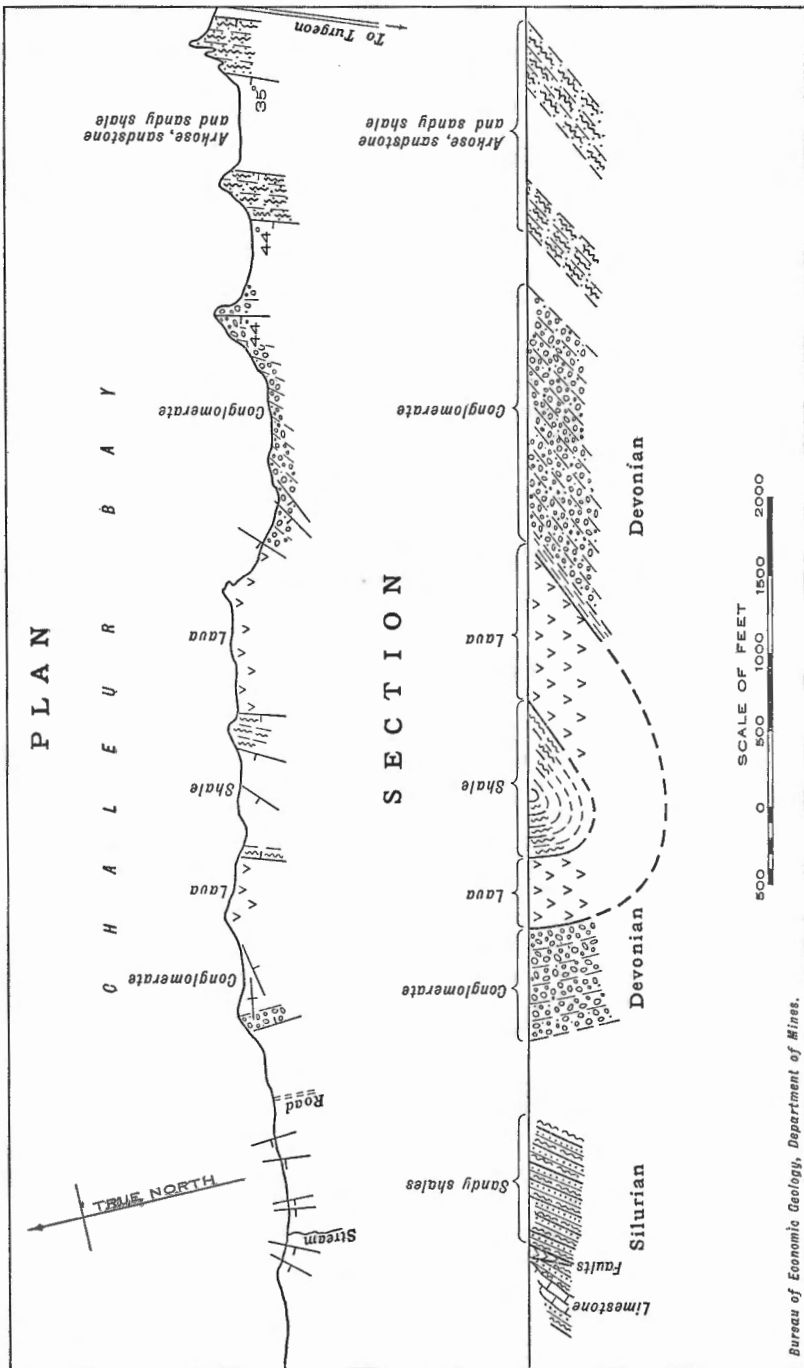 PLAN
CHALEUR BAY
TRUE NORTH
Stream
Road
Conglomerate
Lava
Shale
Lava
Conglomerate
44
44°
Arkose, sandstone
and sandy shale
35°
To Turgeon
SECTION
Limestone
Faults
Sandy shales
Silurian
Conglomerate
Devonian
Lava
Shale
Lava
Conglomerate
Devonian
Arkose, sandstone
and sandy shale
SCALE OF FEET
500 0 500 1000 1500 2000
Bureau of Economic Geology, Department of Mines.